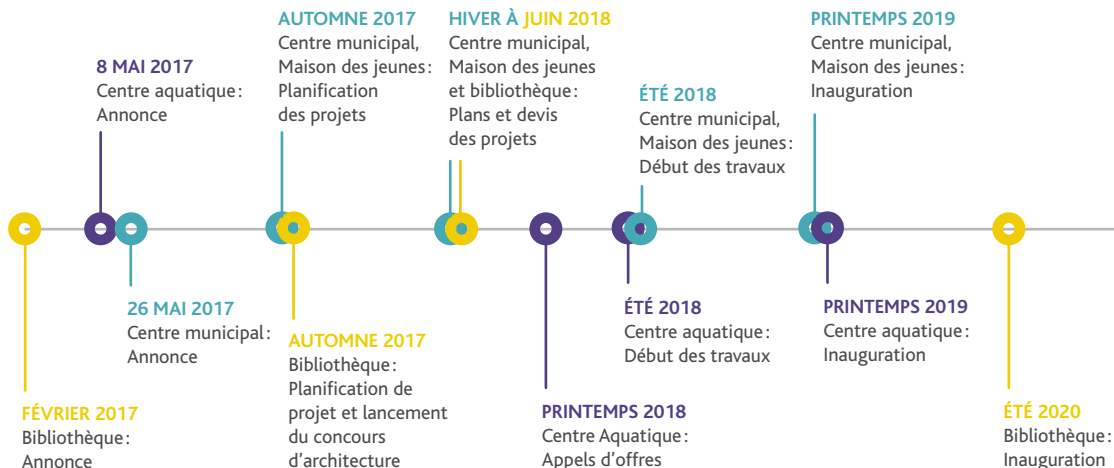 FÉVRIER 2017
Bibliothèque :
Annonce
8 MAI 2017
Centre aquatique :
Annonce
26 MAI 2017
Centre municipal :
Annonce
AUTOMNE 2017
Centre municipal,
Maison des jeunes :
Planification
des projets
AUTOMNE 2017
Bibliothèque :
Planification de
projet et lancement
du concours
d’architecture
HIVER À JUIN 2018
Centre municipal,
Maison des jeunes
et bibliothèque :
Plans et devis
des projets
PRINTEMPS 2018
Centre Aquatique :
Appels d’offres
ÉTÉ 2018
Centre aquatique :
Début des travaux
ÉTÉ 2018
Centre municipal,
Maison des jeunes :
Début des travaux
PRINTEMPS 2019
Centre municipal,
Maison des jeunes :
Inauguration
PRINTEMPS 2019
Centre aquatique :
Inauguration
ÉTÉ 2020
Bibliothèque :
Inauguration